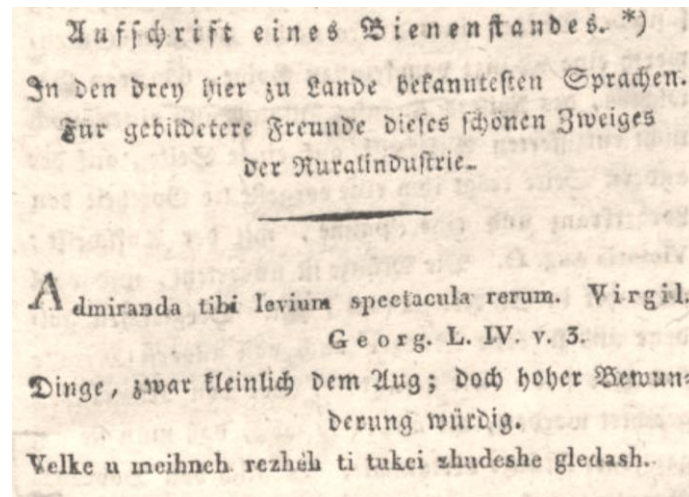 Aufschrift eines Bienenstandes. *)
In den drey hier zu Lande bekanntesten Sprachen.
Für gebildetere Freunde dieses schönen Zweiges
der Ruralindustrie.
Admiranda tibi levium spectacula rerum. Virgil.
Georg. L. IV. v. 3.
Dinge, zwar kleinlich dem Aug; doch hoher Bewun-
derung würdig.
Velke u meihneh rezhéh ti tukei zhudeshe gledash.